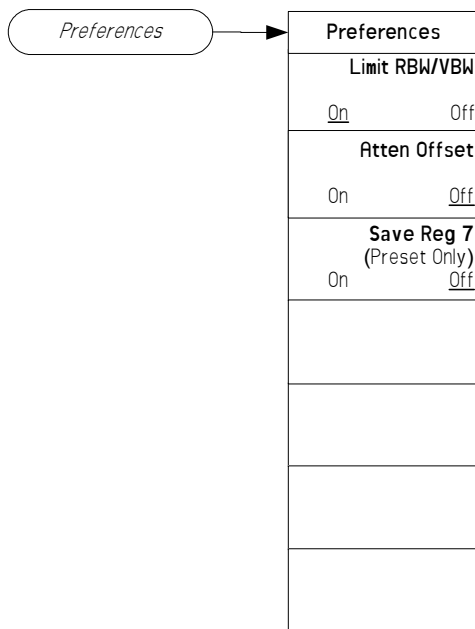 Preferences
Preferences
Limit RBW/VBW
On Off
Atten Offset
On Off
Save Reg 7
(Preset Only)
On Off